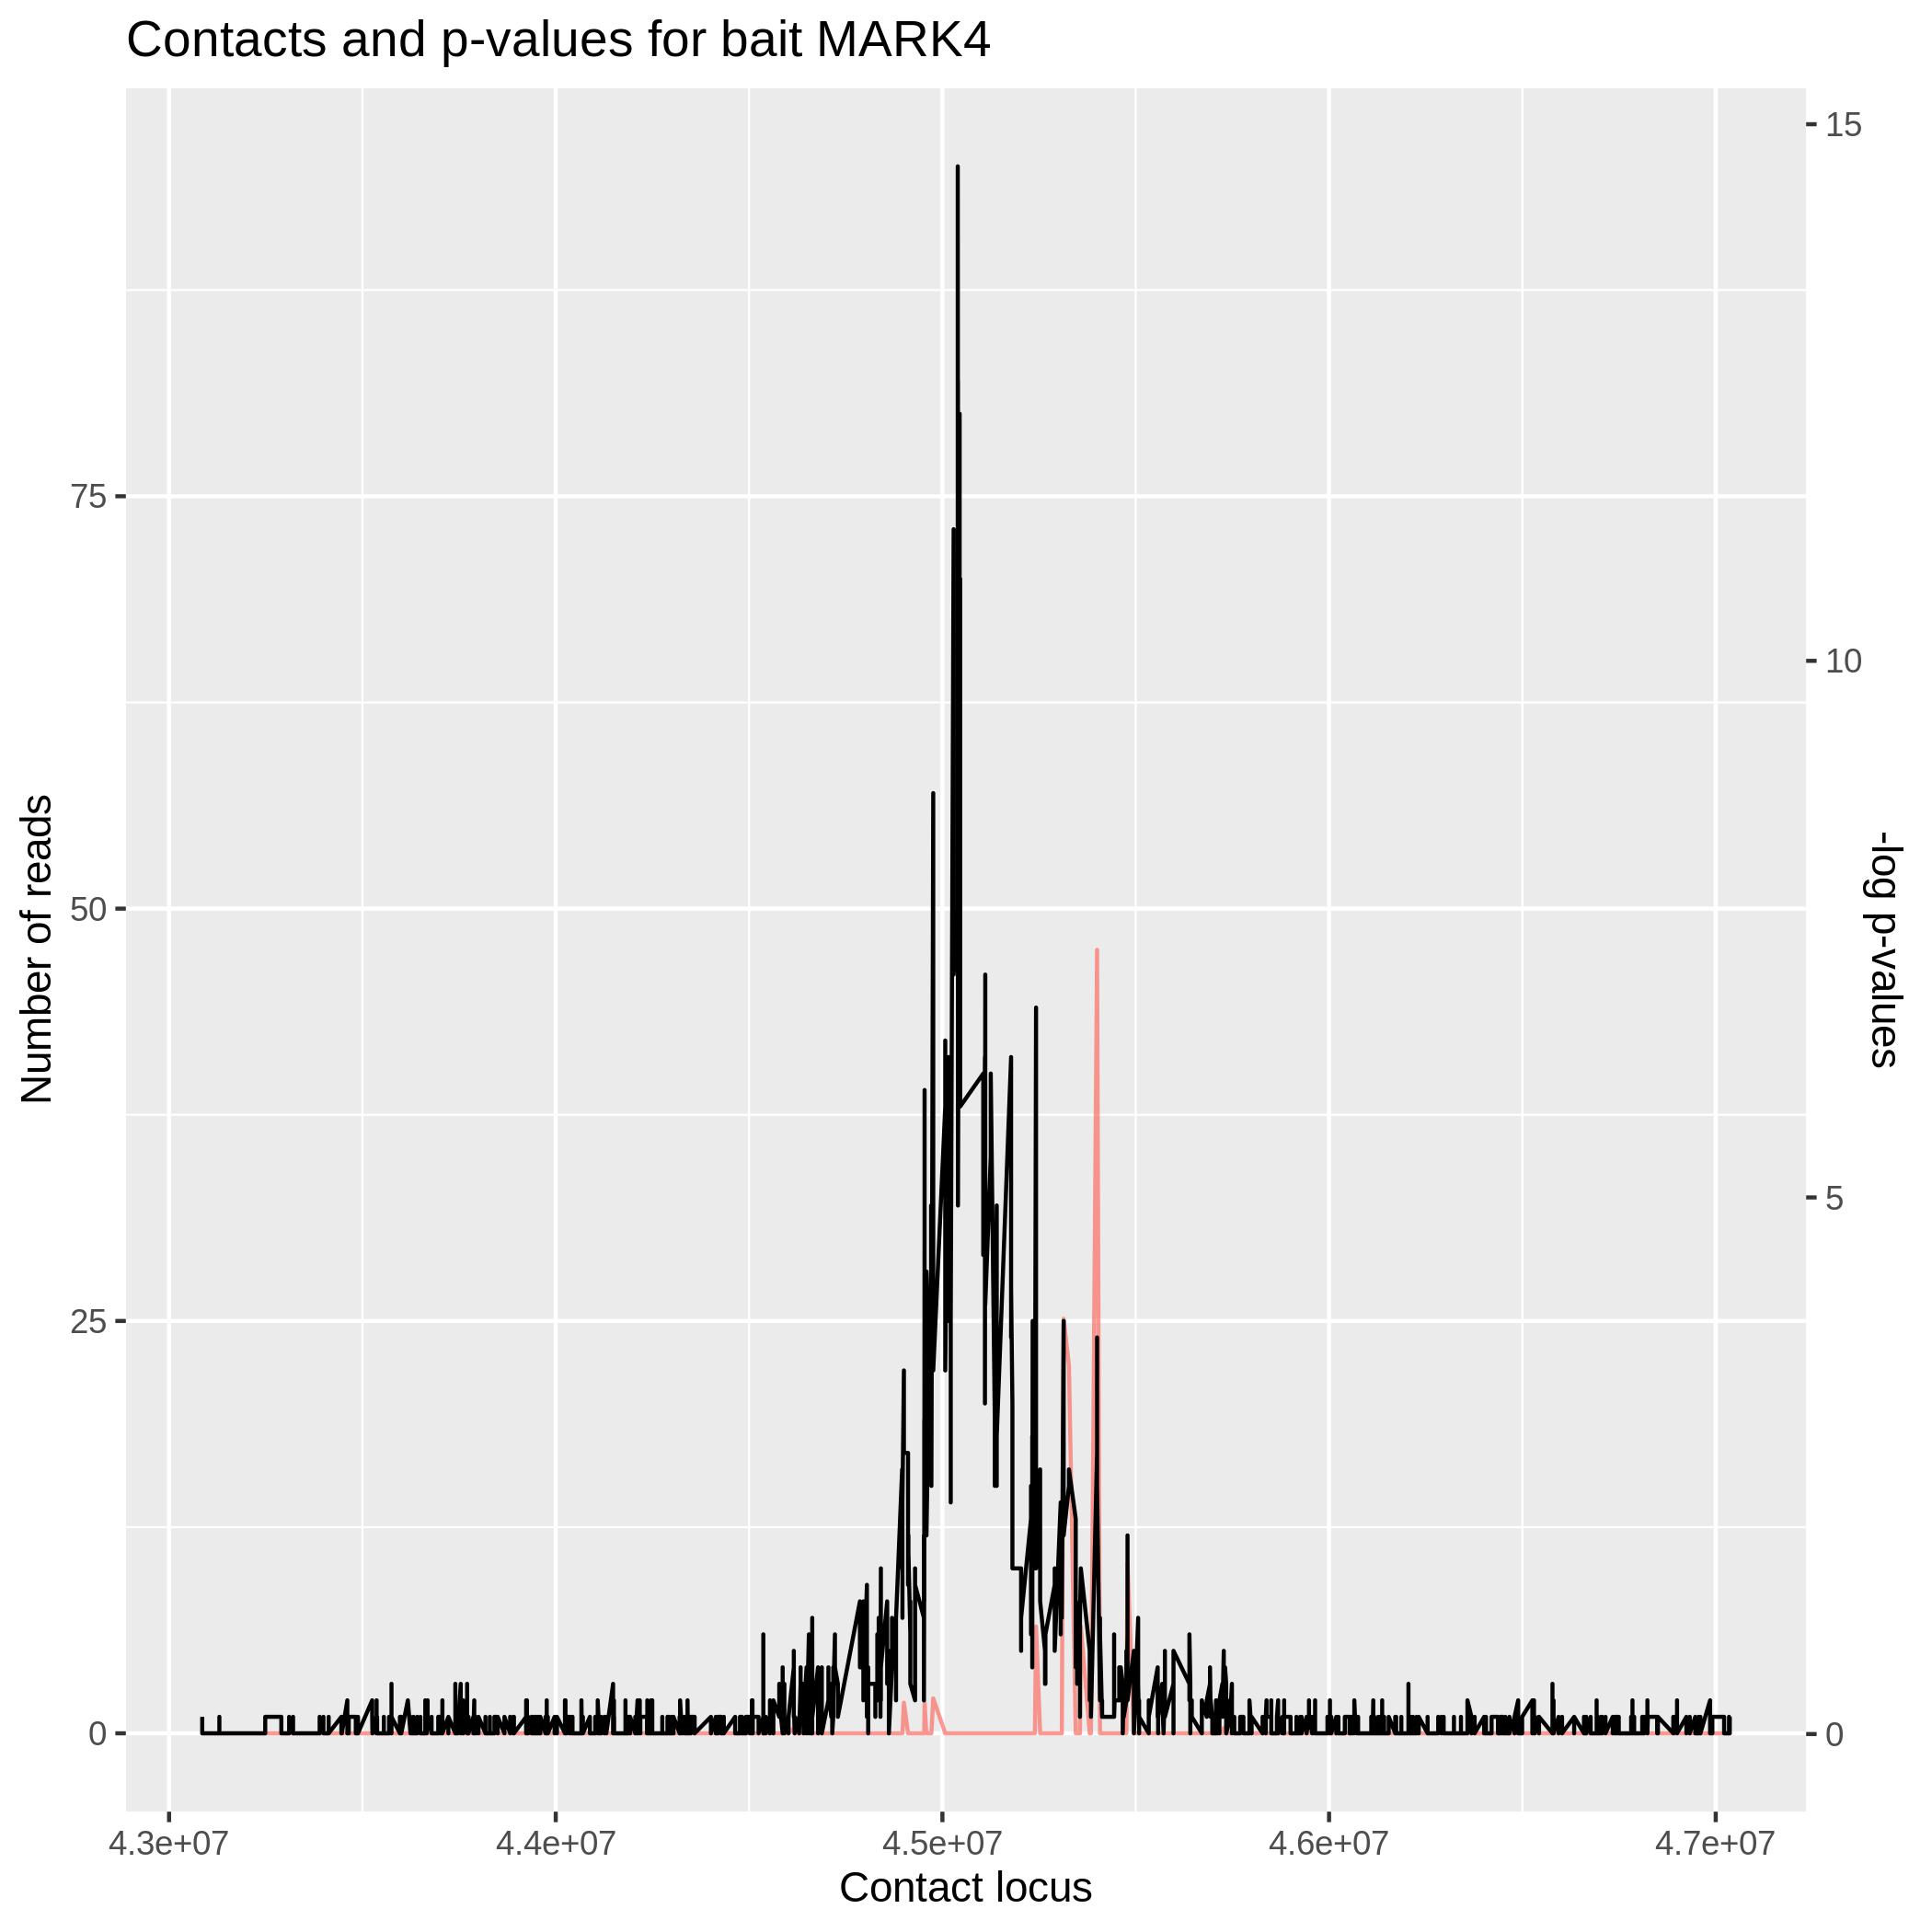 Contacts and p-values for bait MARK4
15
75
10
50
5
25
0
0
Number of reads
-log p-values
4.3e+07 4.4e+07 4.5e+07 4.6e+07 4.7e+07
Contact locus